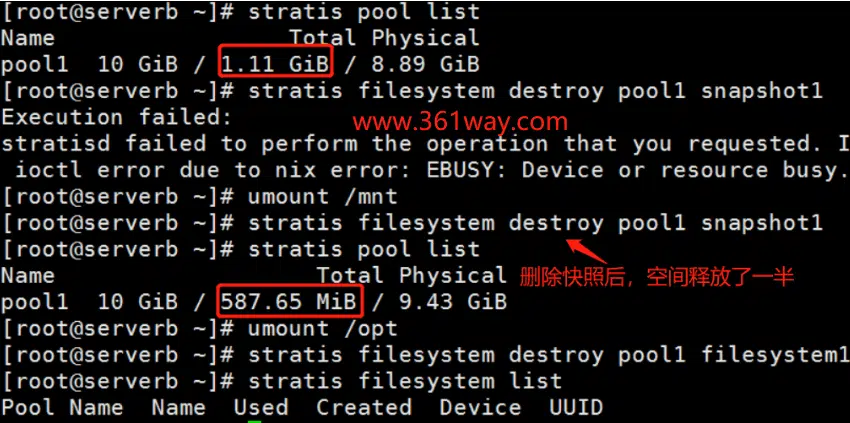 [root@serverb ~]# stratis pool list
Name                  Total Physical
pool1  10 GiB / 1.11 GiB / 8.89 GiB
[root@serverb ~]# stratis filesystem destroy pool1 snapshot1
Execution failed:
www.361way.com
stratisd failed to perform the operation that you requested. I
 ioctl error due to nix error: EBUSY: Device or resource busy.
[root@serverb ~]# umount /mnt
[root@serverb ~]# stratis filesystem destroy pool1 snapshot1
[root@serverb ~]# stratis pool list
Name                    Total Physical
删除快照后，空间释放了一半
pool1  10 GiB / 587.65 MiB / 9.43 GiB
[root@serverb ~]# umount /opt
[root@serverb ~]# stratis filesystem destroy pool1 filesystem1
[root@serverb ~]# stratis filesystem list
Pool Name  Name  Used  Created  Device  UUID